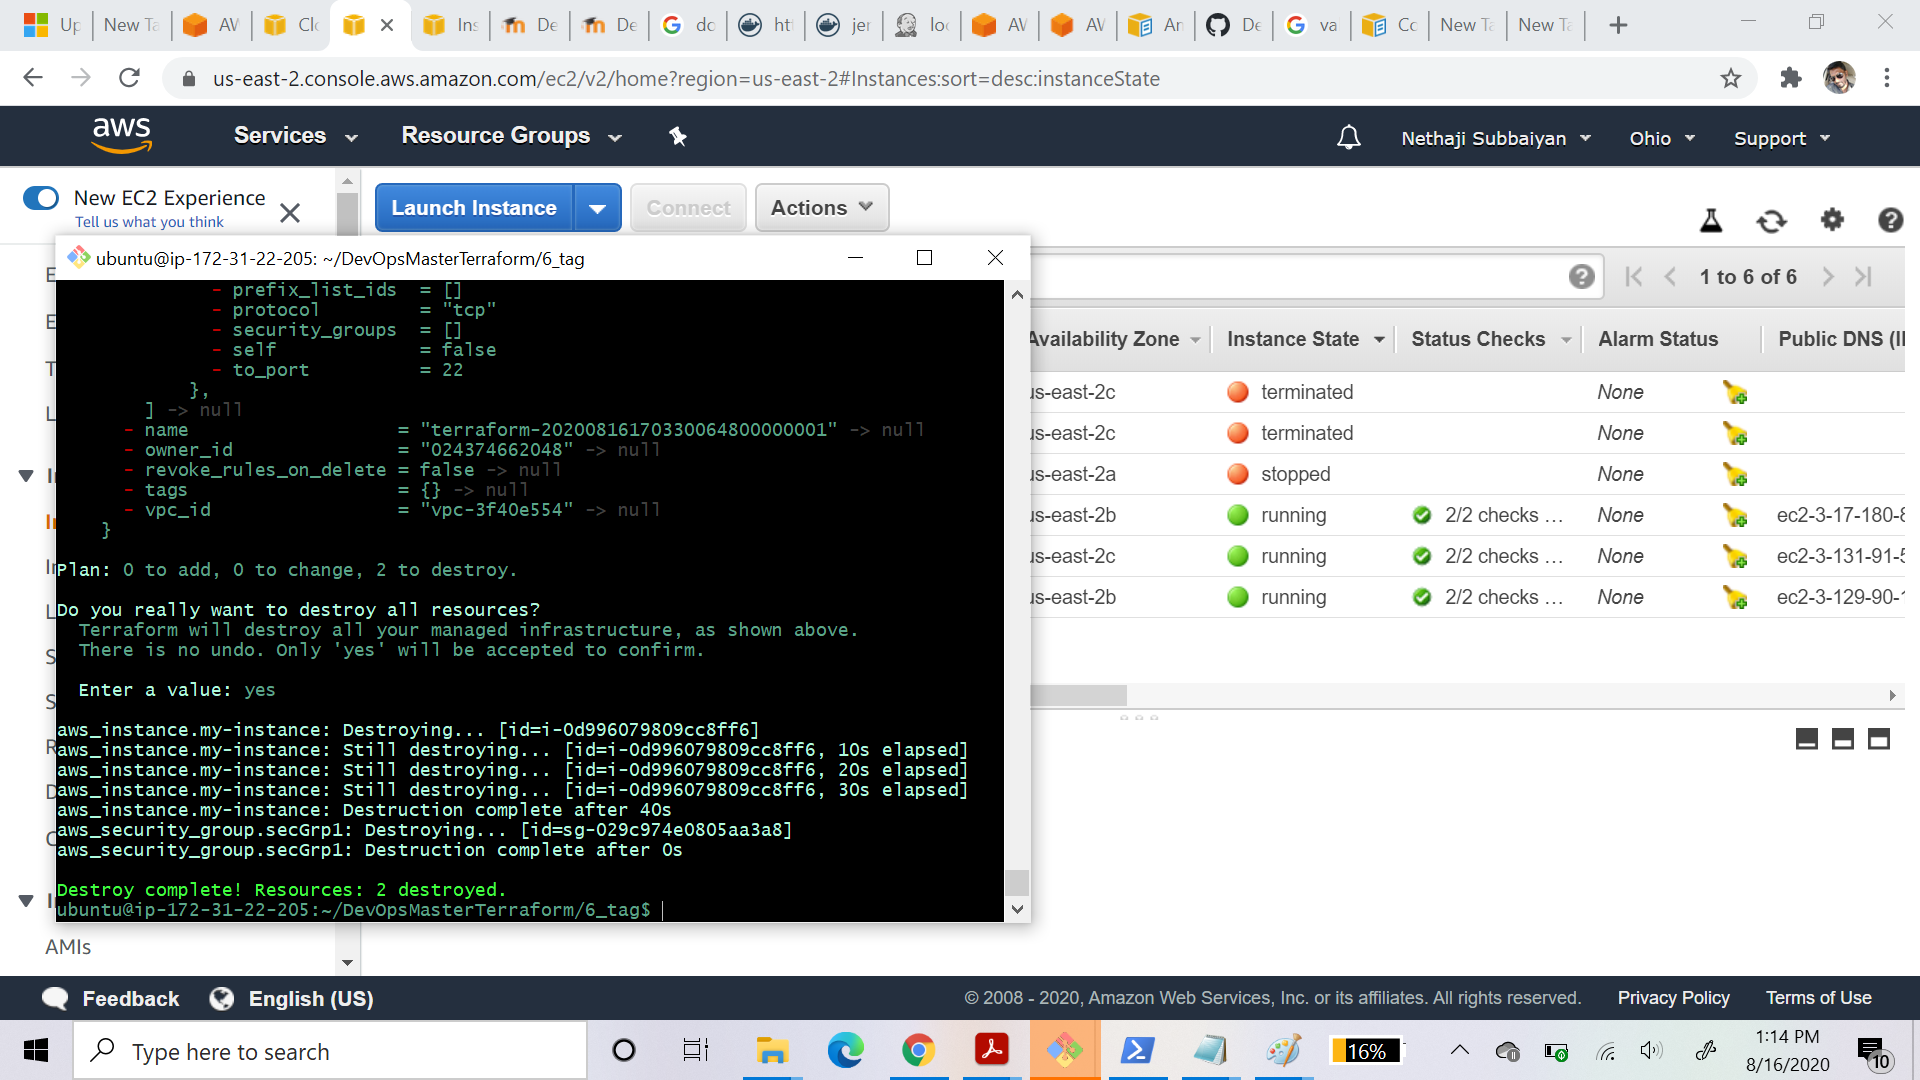 Up
New Ta
AW
Clo
Ins
De
De
do
htt
jer
loc
AW
AW
An
De
va
Co
New Ta
New Ta
us-east-2.console.aws.amazon.com/ec2/v2/home?region=us-east-2#Instances:sort=desc:instanceState
aws
Services
Resource Groups
Nethaji Subbaiyan
Ohio
Support
New EC2 Experience
Tell us what you think
Launch Instance
Connect
Actions
ubuntu@ip-172-31-22-205: ~/DevOpsMasterTerraform/6_tag
1 to 6 of 6
Availability Zone
Instance State
Status Checks
Alarm Status
Public DNS (I
us-east-2c terminated None
us-east-2c terminated None
us-east-2a stopped None
us-east-2b running 2/2 checks … None ec2-3-17-180-8
us-east-2c running 2/2 checks … None ec2-3-131-91-5
us-east-2b running 2/2 checks … None ec2-3-129-90-1
- prefix_list_ids = []
- protocol = "tcp"
- security_groups = []
- self = false
- to_port = 22
},
] -> null
- name = "terraform-20200816170330064800000001" -> null
- owner_id = "024374662048" -> null
- revoke_rules_on_delete = false -> null
- tags = {} -> null
- vpc_id = "vpc-3f40e554" -> null
}
Plan: 0 to add, 0 to change, 2 to destroy.
Do you really want to destroy all resources?
Terraform will destroy all your managed infrastructure, as shown above.
There is no undo. Only 'yes' will be accepted to confirm.
Enter a value: yes
aws_instance.my-instance: Destroying... [id=i-0d996079809cc8ff6]
aws_instance.my-instance: Still destroying... [id=i-0d996079809cc8ff6, 10s elapsed]
aws_instance.my-instance: Still destroying... [id=i-0d996079809cc8ff6, 20s elapsed]
aws_instance.my-instance: Still destroying... [id=i-0d996079809cc8ff6, 30s elapsed]
aws_instance.my-instance: Destruction complete after 40s
aws_security_group.secGrp1: Destroying... [id=sg-029c974e0805aa3a8]
aws_security_group.secGrp1: Destruction complete after 0s
Destroy complete! Resources: 2 destroyed.
ubuntu@ip-172-31-22-205:~/DevOpsMasterTerraform/6_tag$
AMIs
Feedback
English (US)
© 2008 - 2020, Amazon Web Services, Inc. or its affiliates. All rights reserved.
Privacy Policy
Terms of Use
Type here to search
16%
1:14 PM
8/16/2020
10